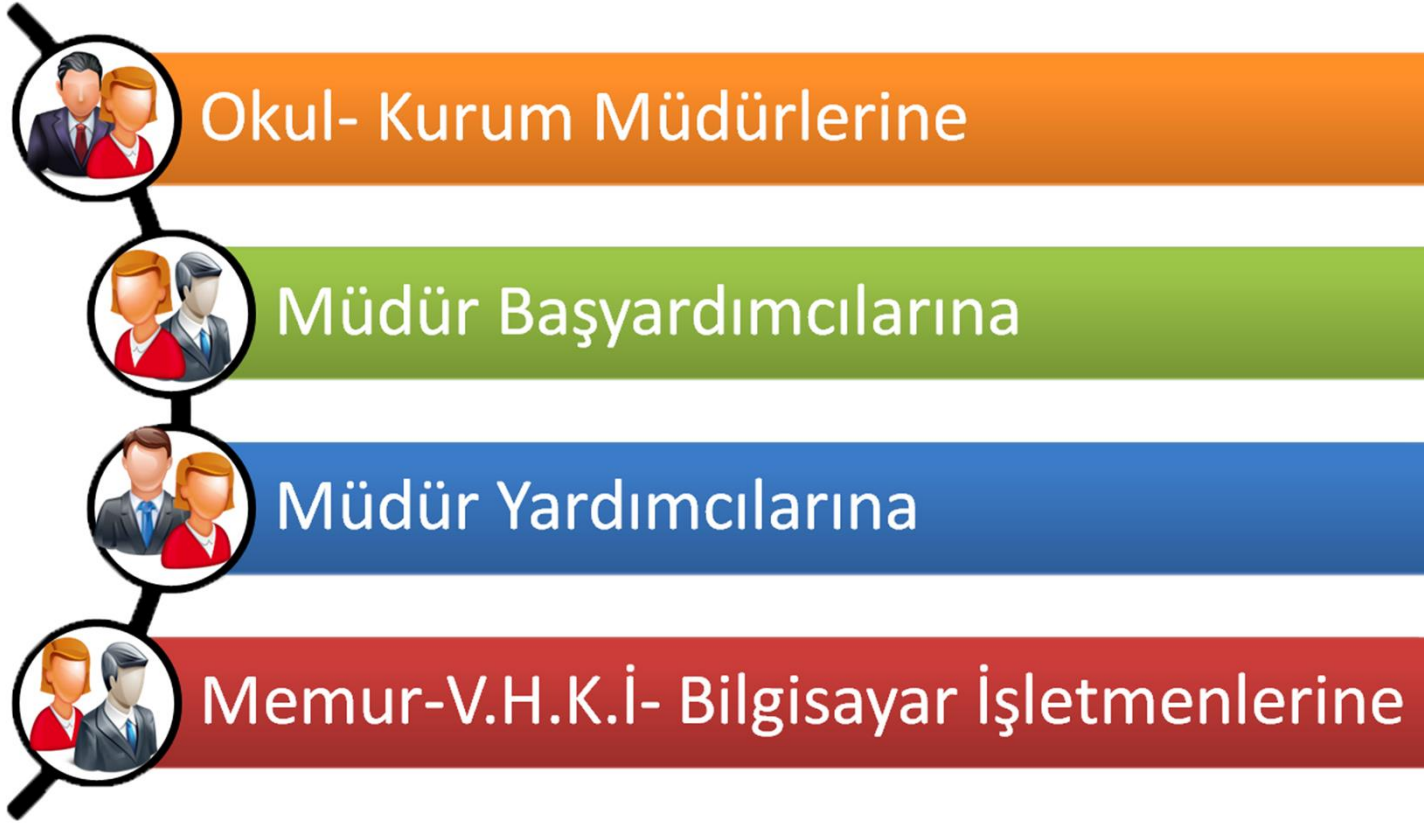 Okul- Kurum Müdürlerine
Müdür Başyardımcılarına
Müdür Yardımcılarına
Memur-V.H.K.İ- Bilgisayar İşletmenlerine